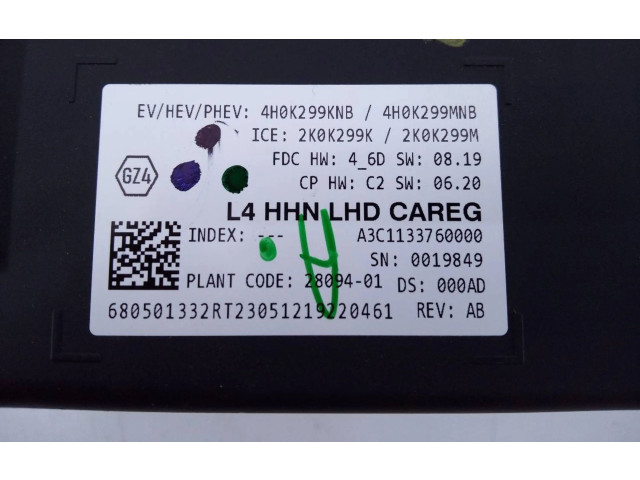 EV/HEV/PHEV: 4H0K299KNB / 4H0K299MNB
ICE: 2K0K299K / 2K0K299M
FDC HW: 4_6D SW: 08.19
GZ4
CP HW: C2 SW: 06.20
L4 HHN LHD CAREG
INDEX: --- A3C1133760000
SN: 0019849
PLANT CODE: 28094-01 DS: 000AD
680501332RT23051219220461 REV: AB
4